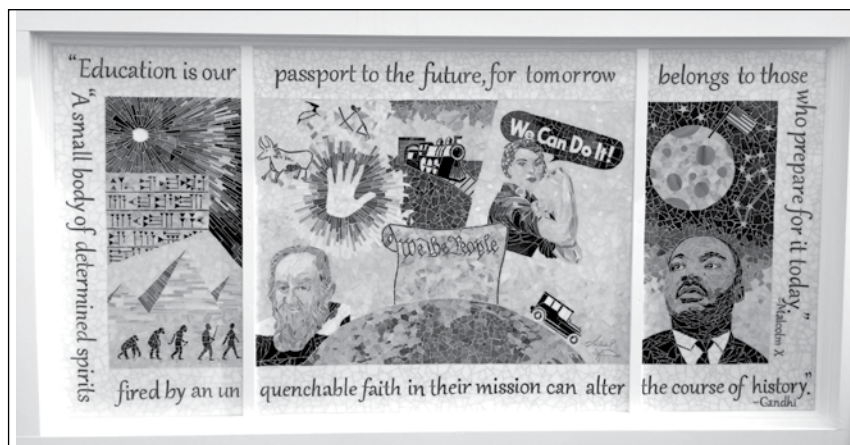 "Education is our passport to the future, for tomorrow belongs to those
who prepare for it today."
-Malcolm X
"A small body of determined spirits
fired by an un quenchable faith in their mission can alter the course of history."
-Gandhi
We Can Do It!
We the People